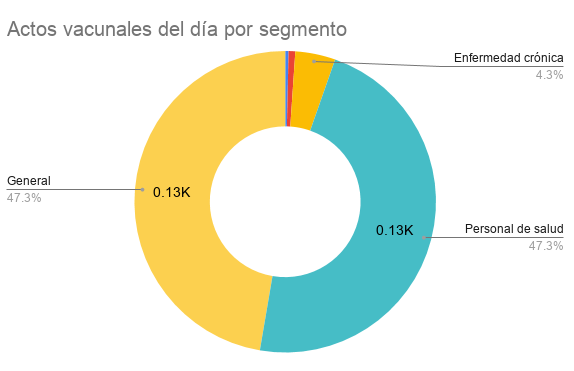 Actos vacunales del día por segmento
Enfermedad crónica
4.3%
General
47.3%
0.13K
0.13K
Personal de salud
47.3%